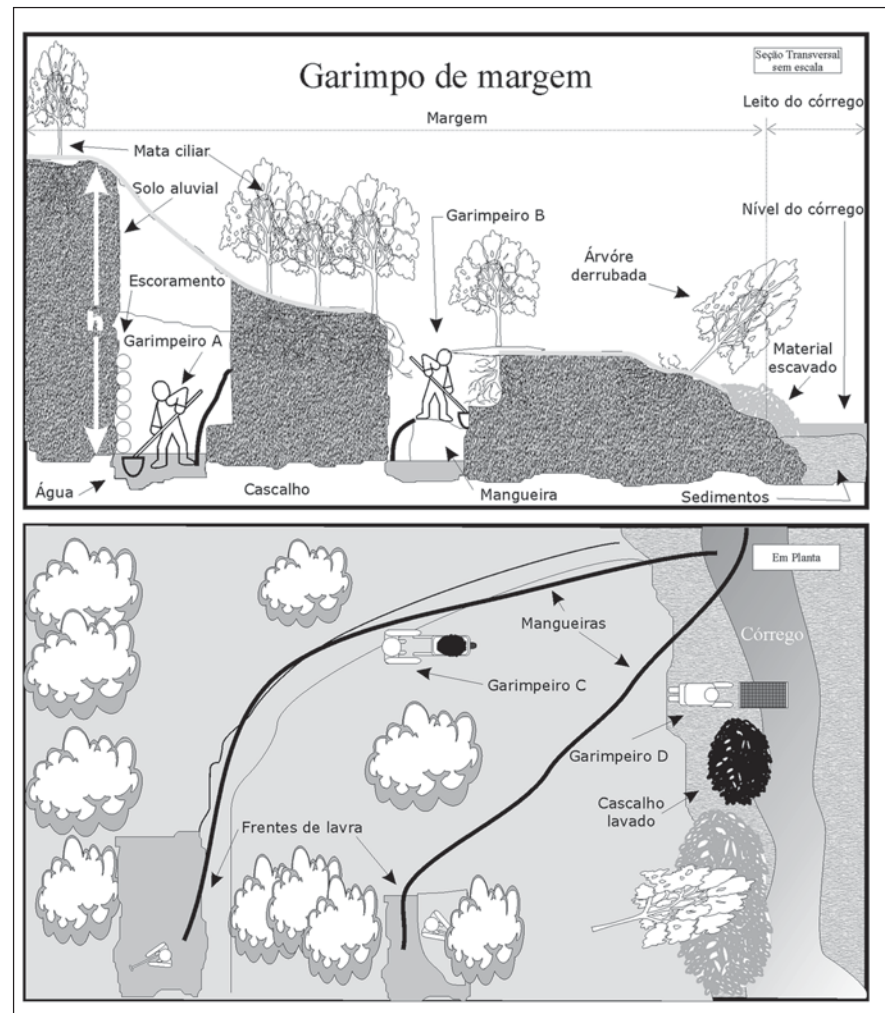 Garimpo de margem
Seção Transversal
sem escala
Leito do córrego
Margem
Mata ciliar
Solo aluvial
Garimpeiro B
Nível do córrego
Árvóre
derrubada
Escoramento
h
Garimpeiro A
Material
escavado
Água
Cascalho
Mangueira
Sedimentos
Em Planta
Mangueiras
Córrego
Garimpeiro C
Garimpeiro D
Cascalho
lavado
Frentes de lavra